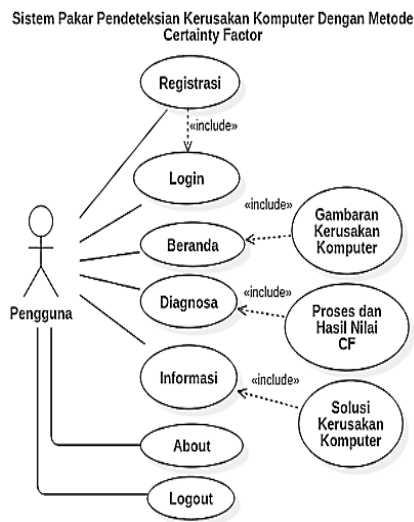 Sistem Pakar Pendeteksian Kerusakan Komputer Dengan Metode
Certainty Factor
Registrasi
«include»
Login
«include»
Gambaran
Kerusakan
Komputer
Beranda
Diagnosa
«include»
Proses dan
Hasil Nilai
CF
Pengguna
Informasi
«include»
Solusi
Kerusakan
Komputer
About
Logout